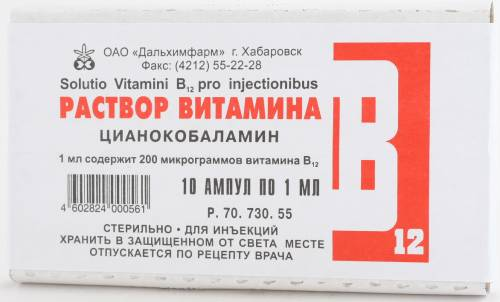 ОАО «Дальхимфарм» г. Хабаровск
Факс: (4212) 55-22-28
Solutio Vitamini B12 pro injectionibus
РАСТВОР ВИТАМИНА
ЦИАНОКОБАЛАМИН
1 мл содержит 200 микрограммов витамина B12
10 АМПУЛ ПО 1 МЛ
4 602824 000561
Р. 70. 730. 55
СТЕРИЛЬНО · ДЛЯ ИНЪЕКЦИЙ
ХРАНИТЬ В ЗАЩИЩЕННОМ ОТ СВЕТА МЕСТЕ
ОТПУСКАЕТСЯ ПО РЕЦЕПТУ ВРАЧА
B
12